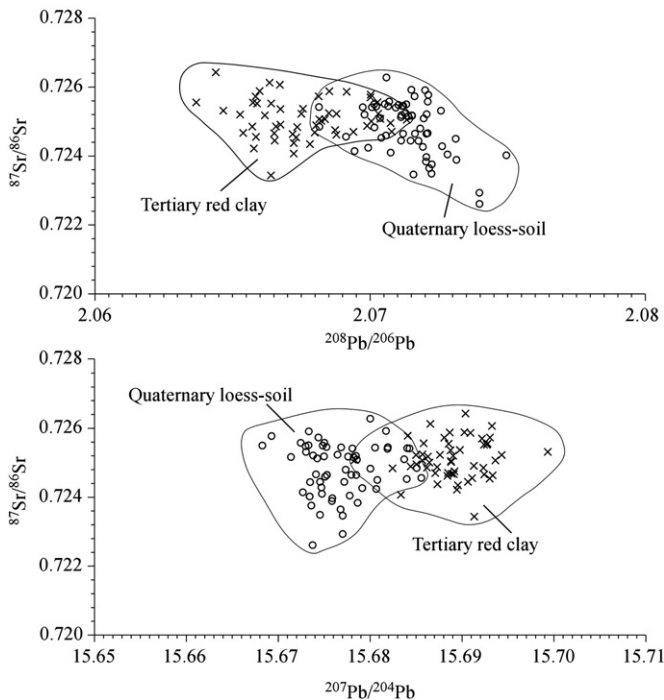 0.728
0.726
0.724
0.722
0.720
⁸⁷Sr/⁸⁶Sr
Tertiary red clay
Quaternary loess-soil
2.06
2.07
2.08
²⁰⁸Pb/²⁰⁶Pb
0.728
0.726
0.724
0.722
0.720
⁸⁷Sr/⁸⁶Sr
Quaternary loess-soil
Tertiary red clay
15.65
15.66
15.67
15.68
15.69
15.70
15.71
²⁰⁷Pb/²⁰⁴Pb